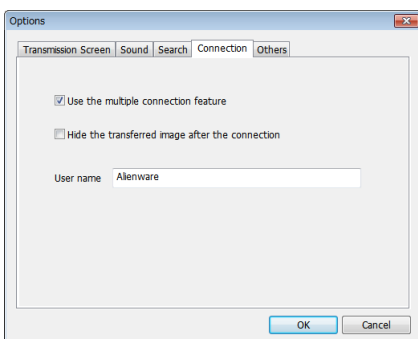 Options
Transmission Screen Sound Search Connection Others
Use the multiple connection feature
Hide the transferred image after the connection
User name Alienware
OK Cancel